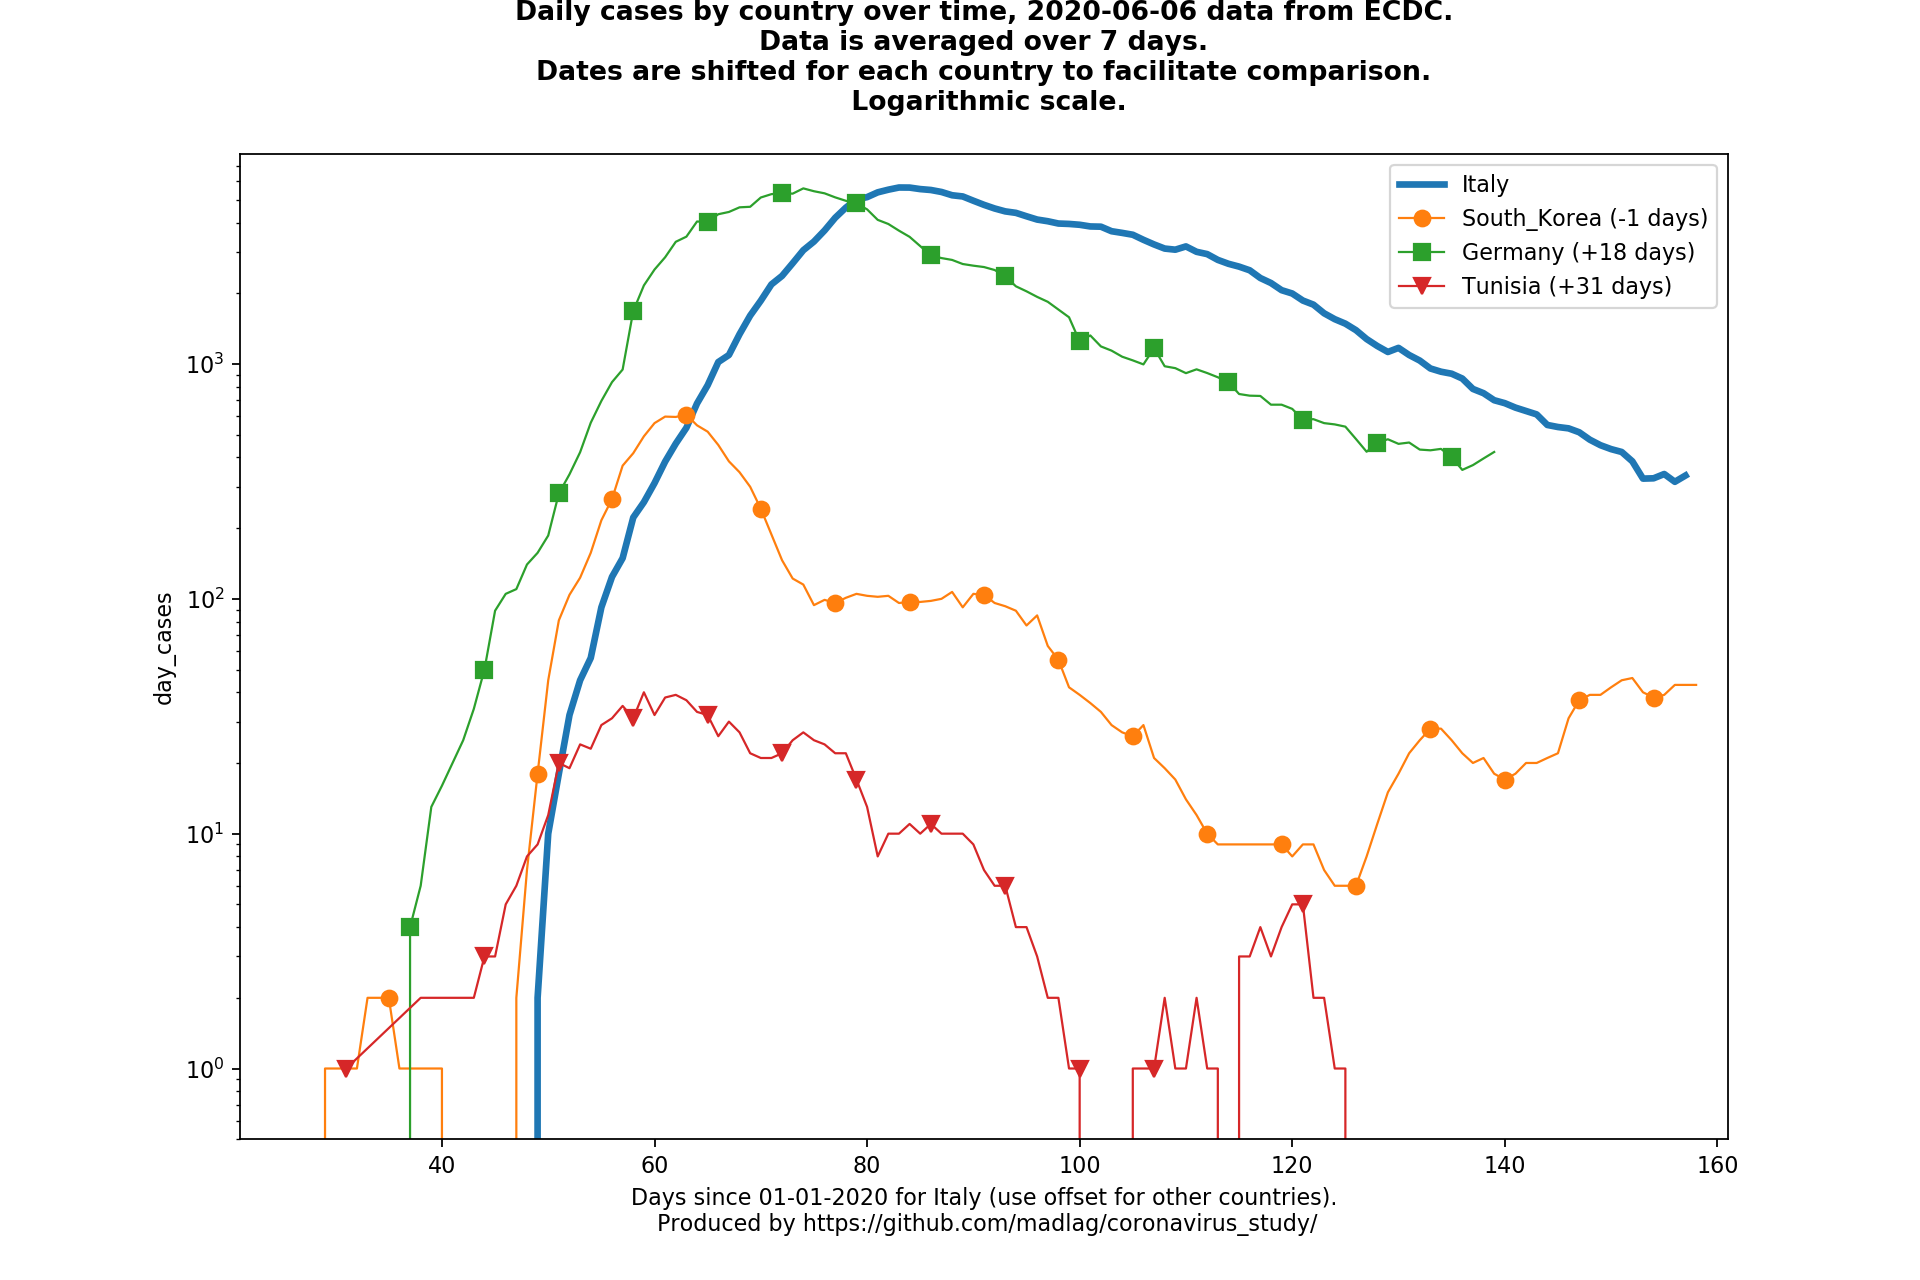 Daily cases by country over time, 2020-06-06 data from ECDC.
Data is averaged over 7 days.
Dates are shifted for each country to facilitate comparison.
Logarithmic scale.
Italy
South_Korea (-1 days)
Germany (+18 days)
Tunisia (+31 days)
day_cases
10³
10²
10¹
10⁰
40 60 80 100 120 140 160
Days since 01-01-2020 for Italy (use offset for other countries).
Produced by https://github.com/madlag/coronavirus_study/